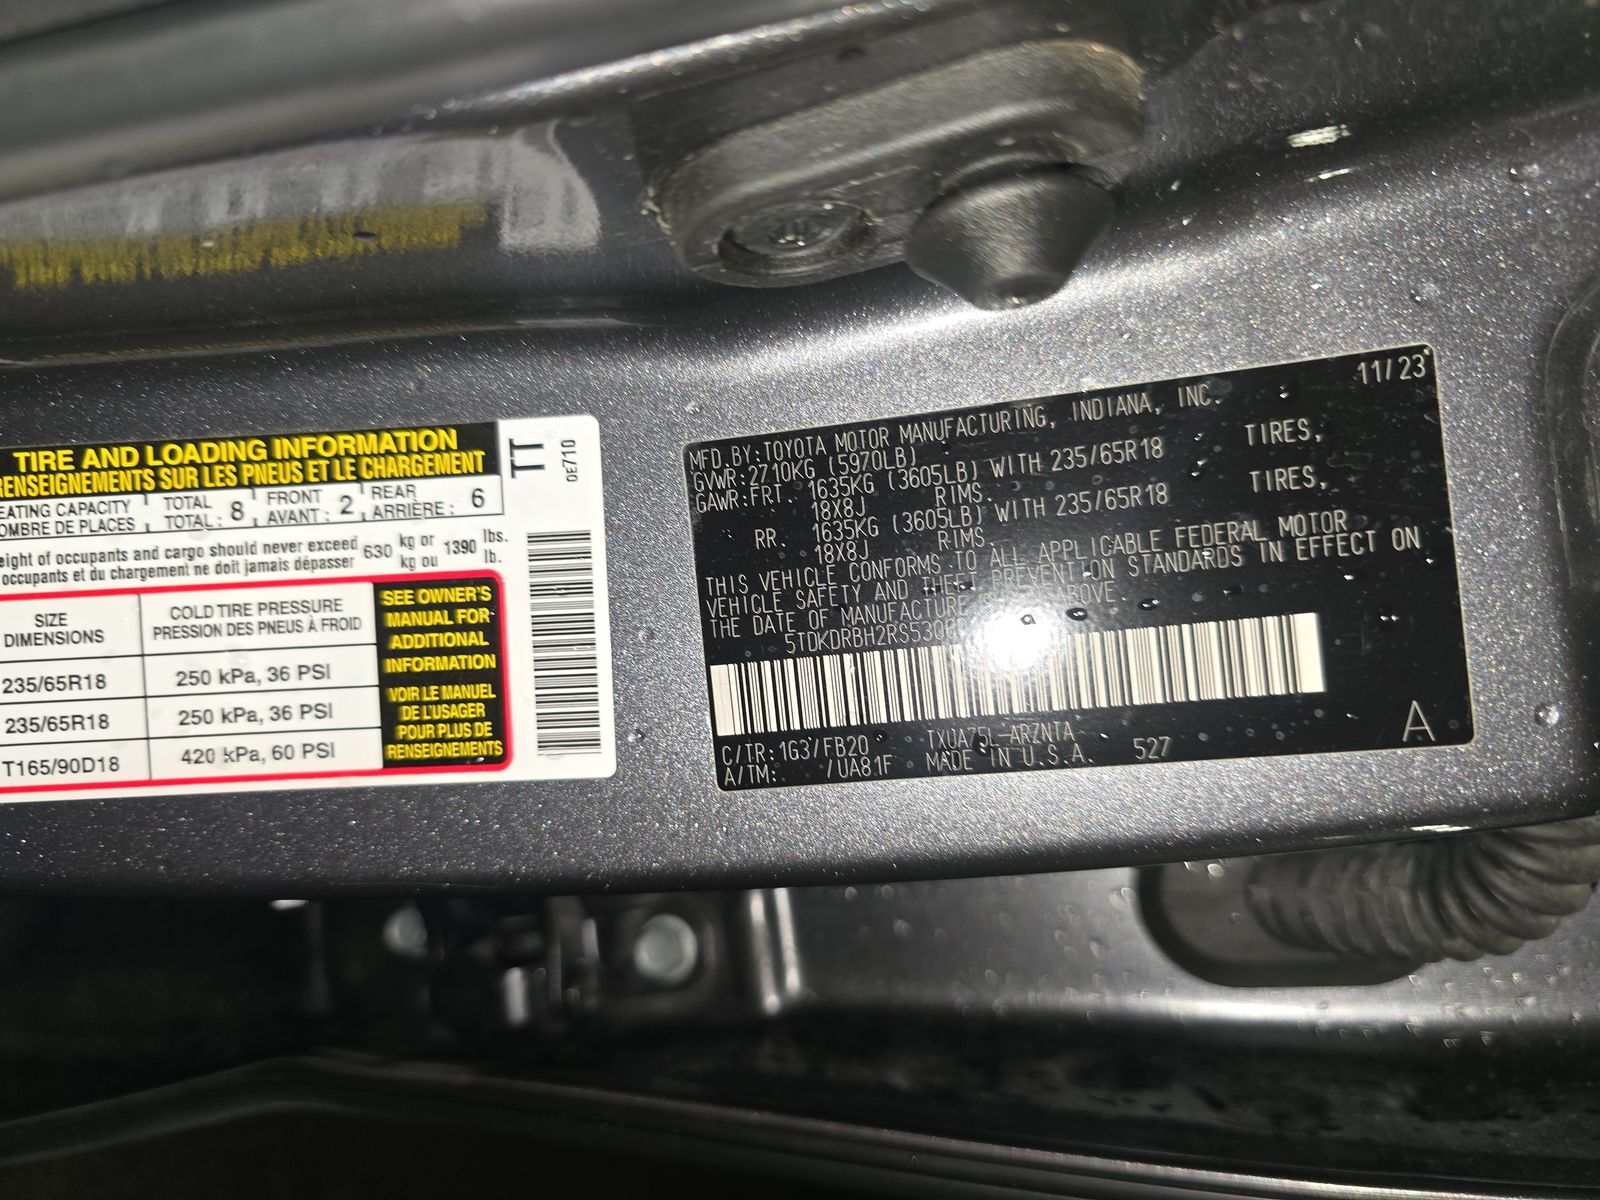 TIRE AND LOADING INFORMATION
RENSEIGNEMENTS SUR LES PNEUS ET LE CHARGEMENT
TT
0E710
EATING CAPACITY TOTAL FRONT REAR
OMBRE DE PLACES TOTAL : 8 AVANT : 2 ARRIÈRE : 6
eight of occupants and cargo should never exceed 630 kg or 1390 lbs.
occupants et du chargement ne doit jamais dépasser kg ou lb.
SIZE
DIMENSIONS
COLD TIRE PRESSURE
PRESSION DES PNEUS À FROID
235/65R18 250 kPa, 36 PSI
235/65R18 250 kPa, 36 PSI
T165/90D18 420 kPa, 60 PSI
SEE OWNER'S
MANUAL FOR
ADDITIONAL
INFORMATION
VOIR LE MANUEL
DE L'USAGER
POUR PLUS DE
RENSEIGNEMENTS
11/23
MFD.BY:TOYOTA MOTOR MANUFACTURING, INDIANA, INC.
GVWR:2710KG (5970LB)
GAWR:FRT. 1635KG (3605LB) WITH 235/65R18 TIRES,
18X8J RIMS.
RR. 1635KG (3605LB) WITH 235/65R18 TIRES,
18X8J RIMS.
THIS VEHICLE CONFORMS TO ALL APPLICABLE FEDERAL MOTOR
VEHICLE SAFETY AND THEFT PREVENTION STANDARDS IN EFFECT ON
THE DATE OF MANUFACTURE ABOVE.
5TDKDRBH2RS530
C/TR:1G3 / FB20 TXUA75L-ARZNTA
A/TM: /UA81F MADE IN U.S.A. 527
A